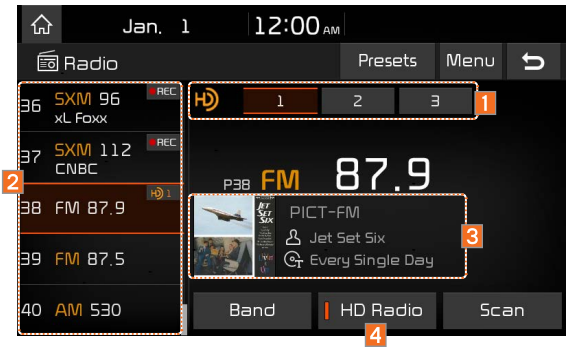 Jan. 1 12:00 AM
Radio Presets Menu
36 SXM 96 REC
xL Foxx
37 SXM 112 REC
CNBC
38 FM 87.9 HD 1
39 FM 87.5
40 AM 530
HD 1 2 3
1
2
P38 FM 87.9
JET SET SIX
live
PICT-FM
Jet Set Six
Every Single Day
3
Band HD Radio Scan
4